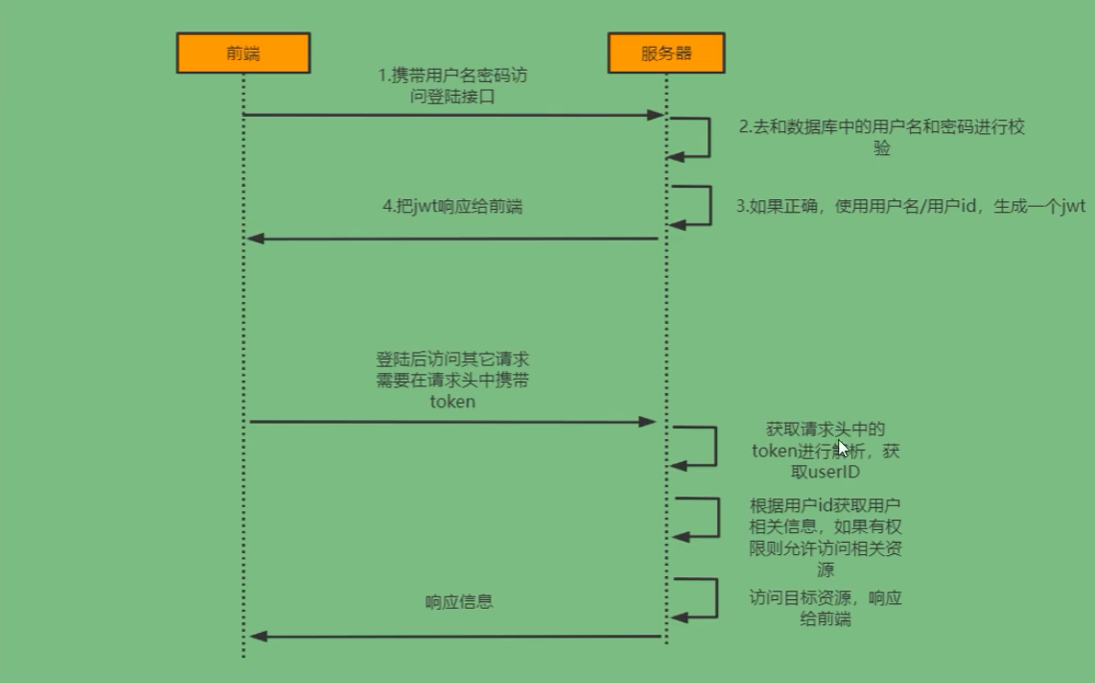 前端
服务器
1.携带用户名密码访
问登陆接口
2.去和数据库中的用户名和密码进行校
验
4.把jwt响应给前端
3.如果正确，使用用户名/用户id，生成一个jwt
登陆后访问其它请求
需要在请求头中携带
token
获取请求头中的
token进行解析，获
取userID
根据用户id获取用户
相关信息，如果有权
限则允许访问相关资
源
响应信息
访问目标资源，响应
给前端